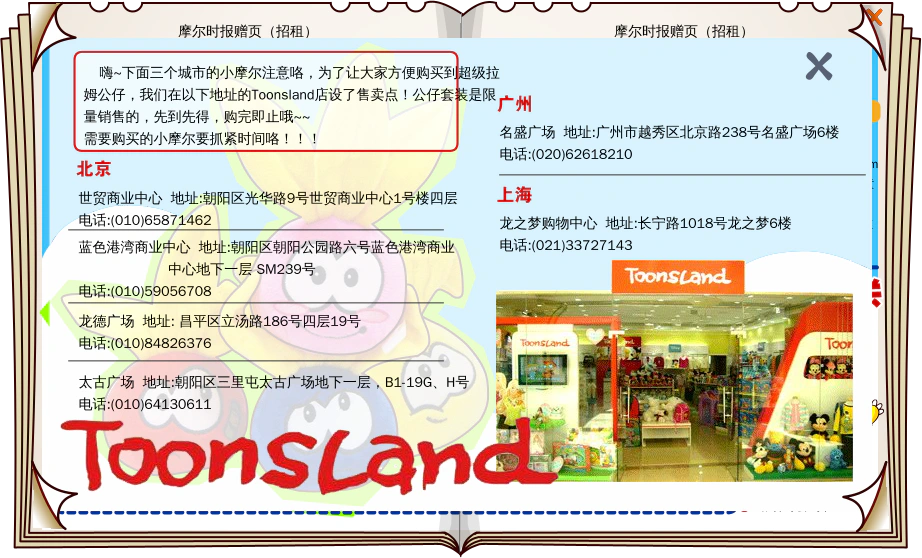 摩尔时报赠页（招租）
嗨~下面三个城市的小摩尔注意咯，为了让大家方便购买到超级拉
姆公仔，我们在以下地址的Toonsland店设了售卖点！公仔套装是限
量销售的，先到先得，购完即止哦~~
需要购买的小摩尔要抓紧时间咯！！！
北京
世贸商业中心 地址:朝阳区光华路9号世贸商业中心1号楼四层
电话:(010)65871462
蓝色港湾商业中心 地址:朝阳区朝阳公园路六号蓝色港湾商业
中心地下一层 SM239号
电话:(010)59056708
龙德广场 地址: 昌平区立汤路186号四层19号
电话:(010)84826376
太古广场 地址:朝阳区三里屯太古广场地下一层，B1-19G、H号
电话:(010)64130611
Toonsland
摩尔时报赠页（招租）
广州
名盛广场 地址:广州市越秀区北京路238号名盛广场6楼
电话:(020)62618210
上海
龙之梦购物中心 地址:长宁路1018号龙之梦6楼
电话:(021)33727143
ToonsLand
ToonsLand